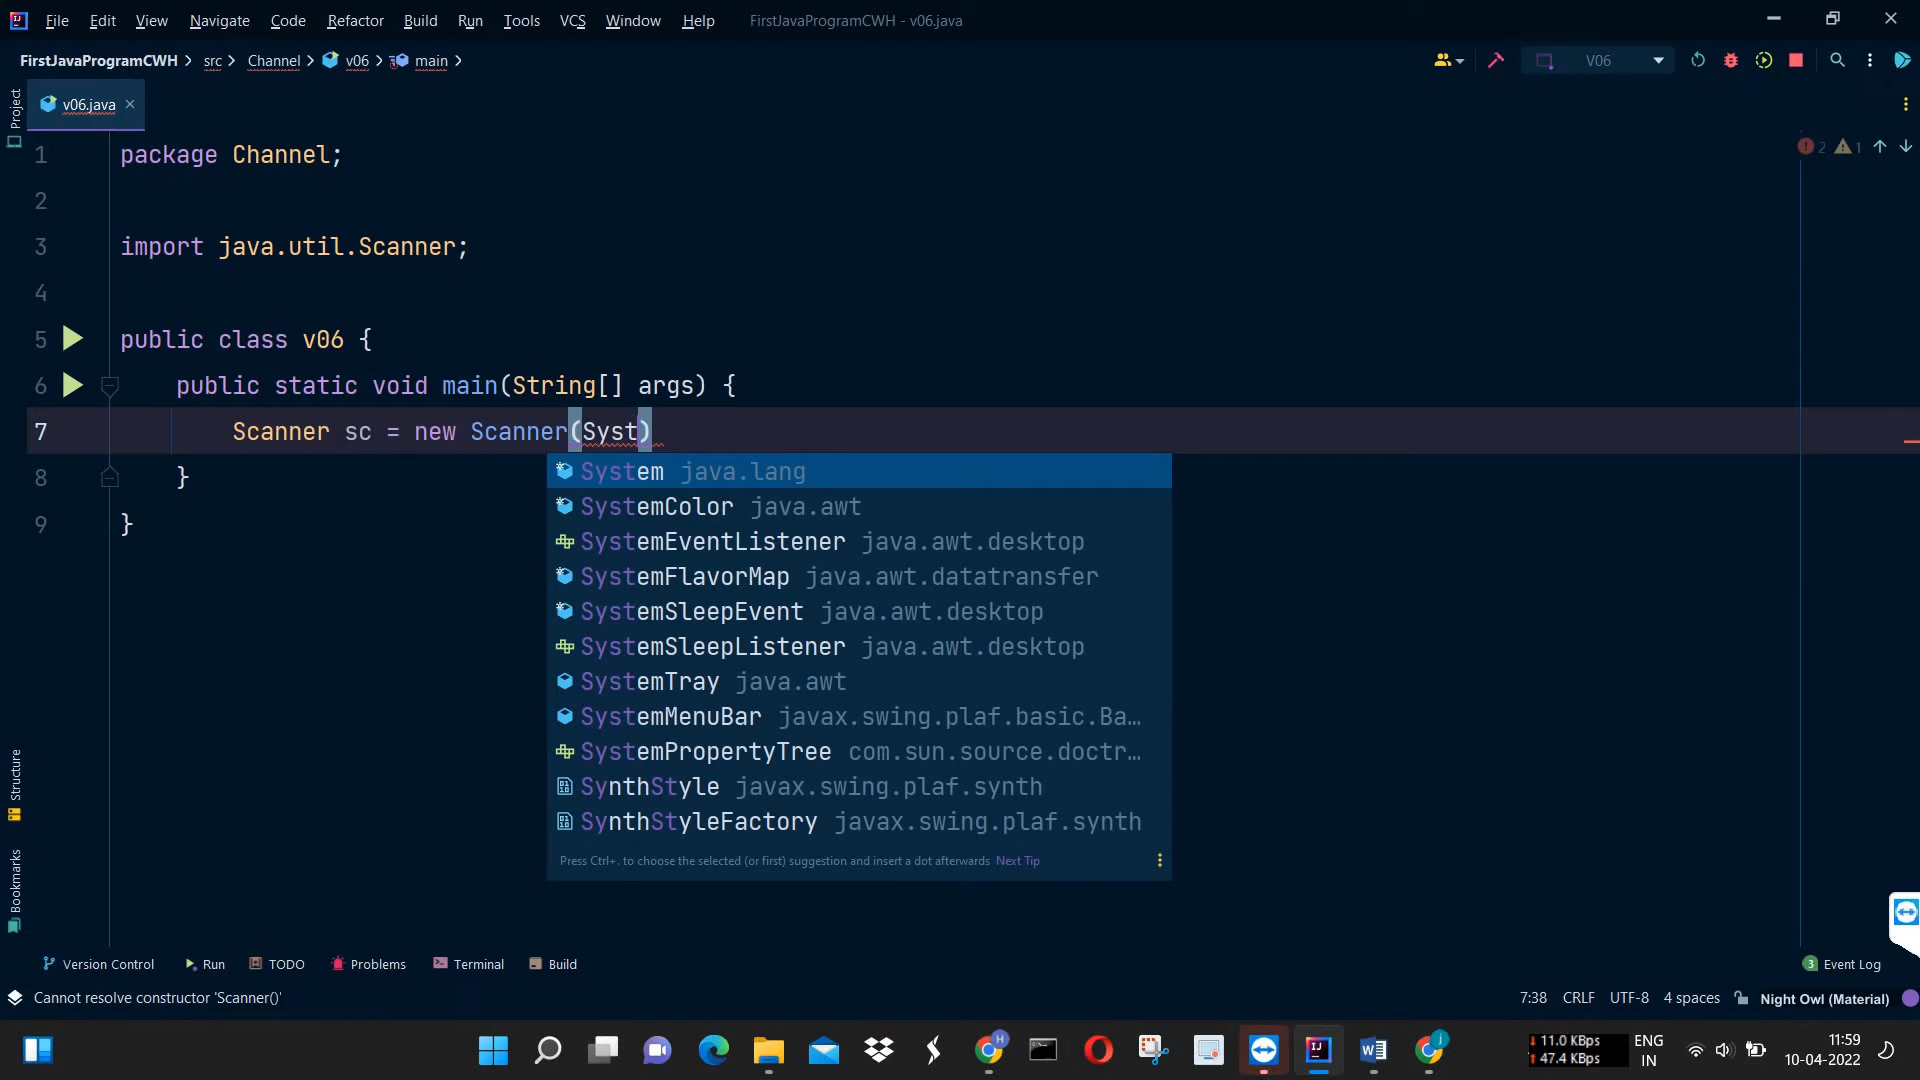 File Edit View Navigate Code Refactor Build Run Tools VCS Window Help FirstJavaProgramCWH - v06.java
FirstJavaProgramCWH src Channel v06 main V06
Project
v06.java
1 package Channel; 2 1
2
3 import java.util.Scanner;
4
5 public class v06 {
6 public static void main(String[] args) {
7 Scanner sc = new Scanner(Syst)
8 }
9 }
System java.lang
SystemColor java.awt
SystemEventListener java.awt.desktop
SystemFlavorMap java.awt.datatransfer
SystemSleepEvent java.awt.desktop
SystemSleepListener java.awt.desktop
SystemTray java.awt
SystemMenuBar javax.swing.plaf.basic.Ba…
SystemPropertyTree com.sun.source.doctr…
SynthStyle javax.swing.plaf.synth
SynthStyleFactory javax.swing.plaf.synth
Press Ctrl+. to choose the selected (or first) suggestion and insert a dot afterwards Next Tip
Structure
Bookmarks
Version Control Run TODO Problems Terminal Build 3 Event Log
Cannot resolve constructor 'Scanner()' 7:38 CRLF UTF-8 4 spaces Night Owl (Material)
11.0 KBps
47.4 KBps
ENG
IN
11:59
10-04-2022